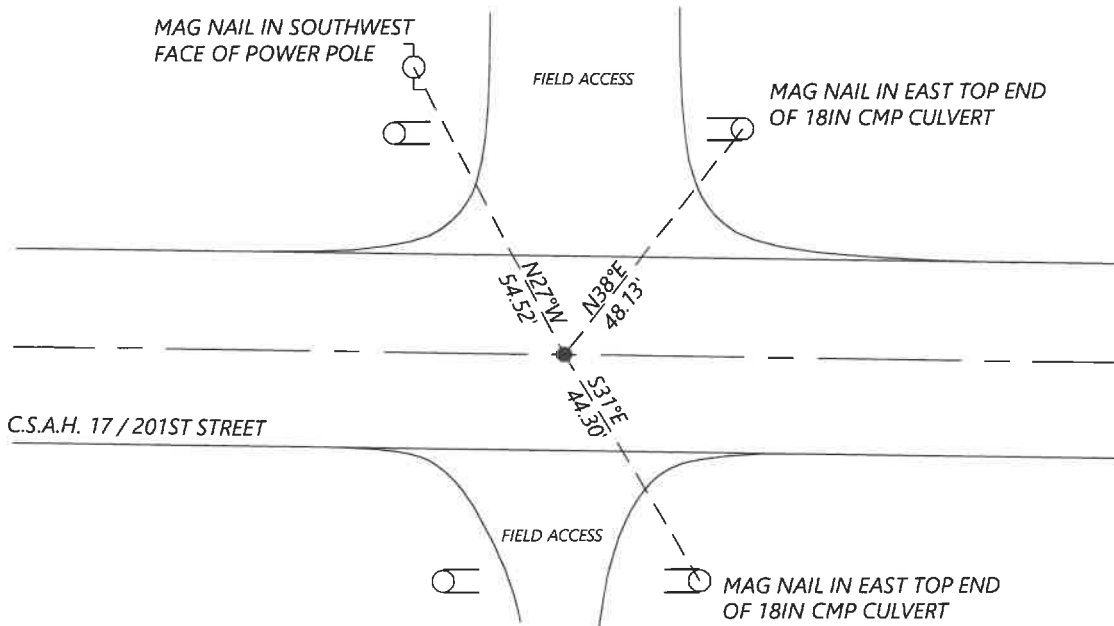 MAG NAIL IN SOUTHWEST
FACE OF POWER POLE
FIELD ACCESS
MAG NAIL IN EAST TOP END
OF 18IN CMP CULVERT
N27°W
54.52'
N38°E
48.13'
S31°E
44.30'
C.S.A.H. 17 / 201ST STREET
FIELD ACCESS
MAG NAIL IN EAST TOP END
OF 18IN CMP CULVERT